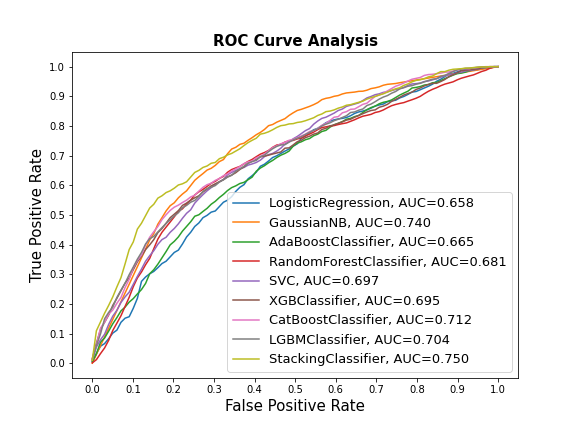 ROC Curve Analysis
True Positive Rate
1.0
0.9
0.8
0.7
0.6
0.5
0.4
0.3
0.2
0.1
0.0
LogisticRegression, AUC=0.658
GaussianNB, AUC=0.740
AdaBoostClassifier, AUC=0.665
RandomForestClassifier, AUC=0.681
SVC, AUC=0.697
XGBClassifier, AUC=0.695
CatBoostClassifier, AUC=0.712
LGBMClassifier, AUC=0.704
StackingClassifier, AUC=0.750
0.0 0.1 0.2 0.3 0.4 0.5 0.6 0.7 0.8 0.9 1.0
False Positive Rate